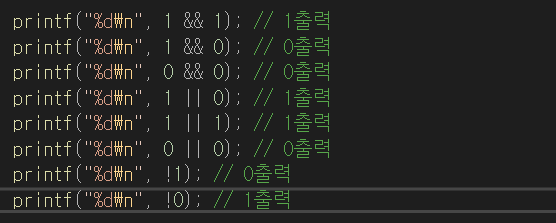 printf("%d₩n", 1 && 1); // 1출력
printf("%d₩n", 1 && 0); // 0출력
printf("%d₩n", 0 && 0); // 0출력
printf("%d₩n", 1 || 0); // 1출력
printf("%d₩n", 1 || 1); // 1출력
printf("%d₩n", 0 || 0); // 0출력
printf("%d₩n", !1); // 0출력
printf("%d₩n", !0); // 1출력